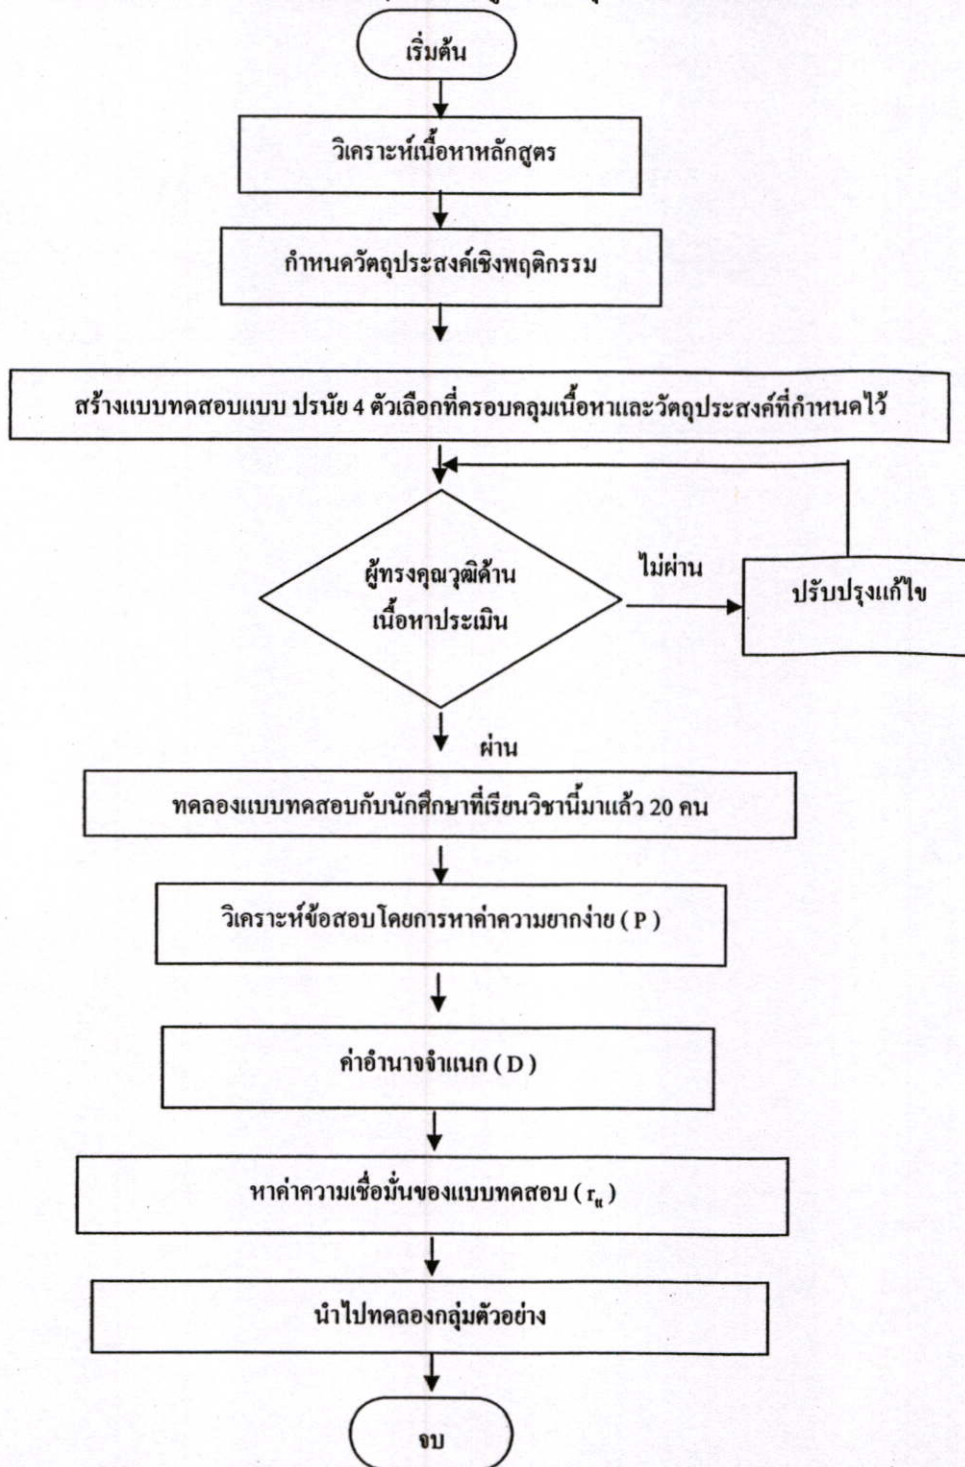 เริ่มต้น
วิเคราะห์เนื้อหาหลักสูตร
กำหนดวัตถุประสงค์เชิงพฤติกรรม
สร้างแบบทดสอบแบบ ปรนัย 4 ตัวเลือกที่ครอบคลุมเนื้อหาและวัตถุประสงค์ที่กำหนดไว้
ผู้ทรงคุณวุฒิด้าน
เนื้อหาประเมิน
ไม่ผ่าน
ปรับปรุงแก้ไข
ผ่าน
ทดลองแบบทดสอบกับนักศึกษาที่เรียนวิชานี้มาแล้ว 20 คน
วิเคราะห์ข้อสอบโดยการหาค่าความยากง่าย ( P )
ค่าอำนาจจำแนก ( D )
หาค่าความเชื่อมั่นของแบบทดสอบ ( rₜₜ )
นำไปทดลองกลุ่มตัวอย่าง
จบ